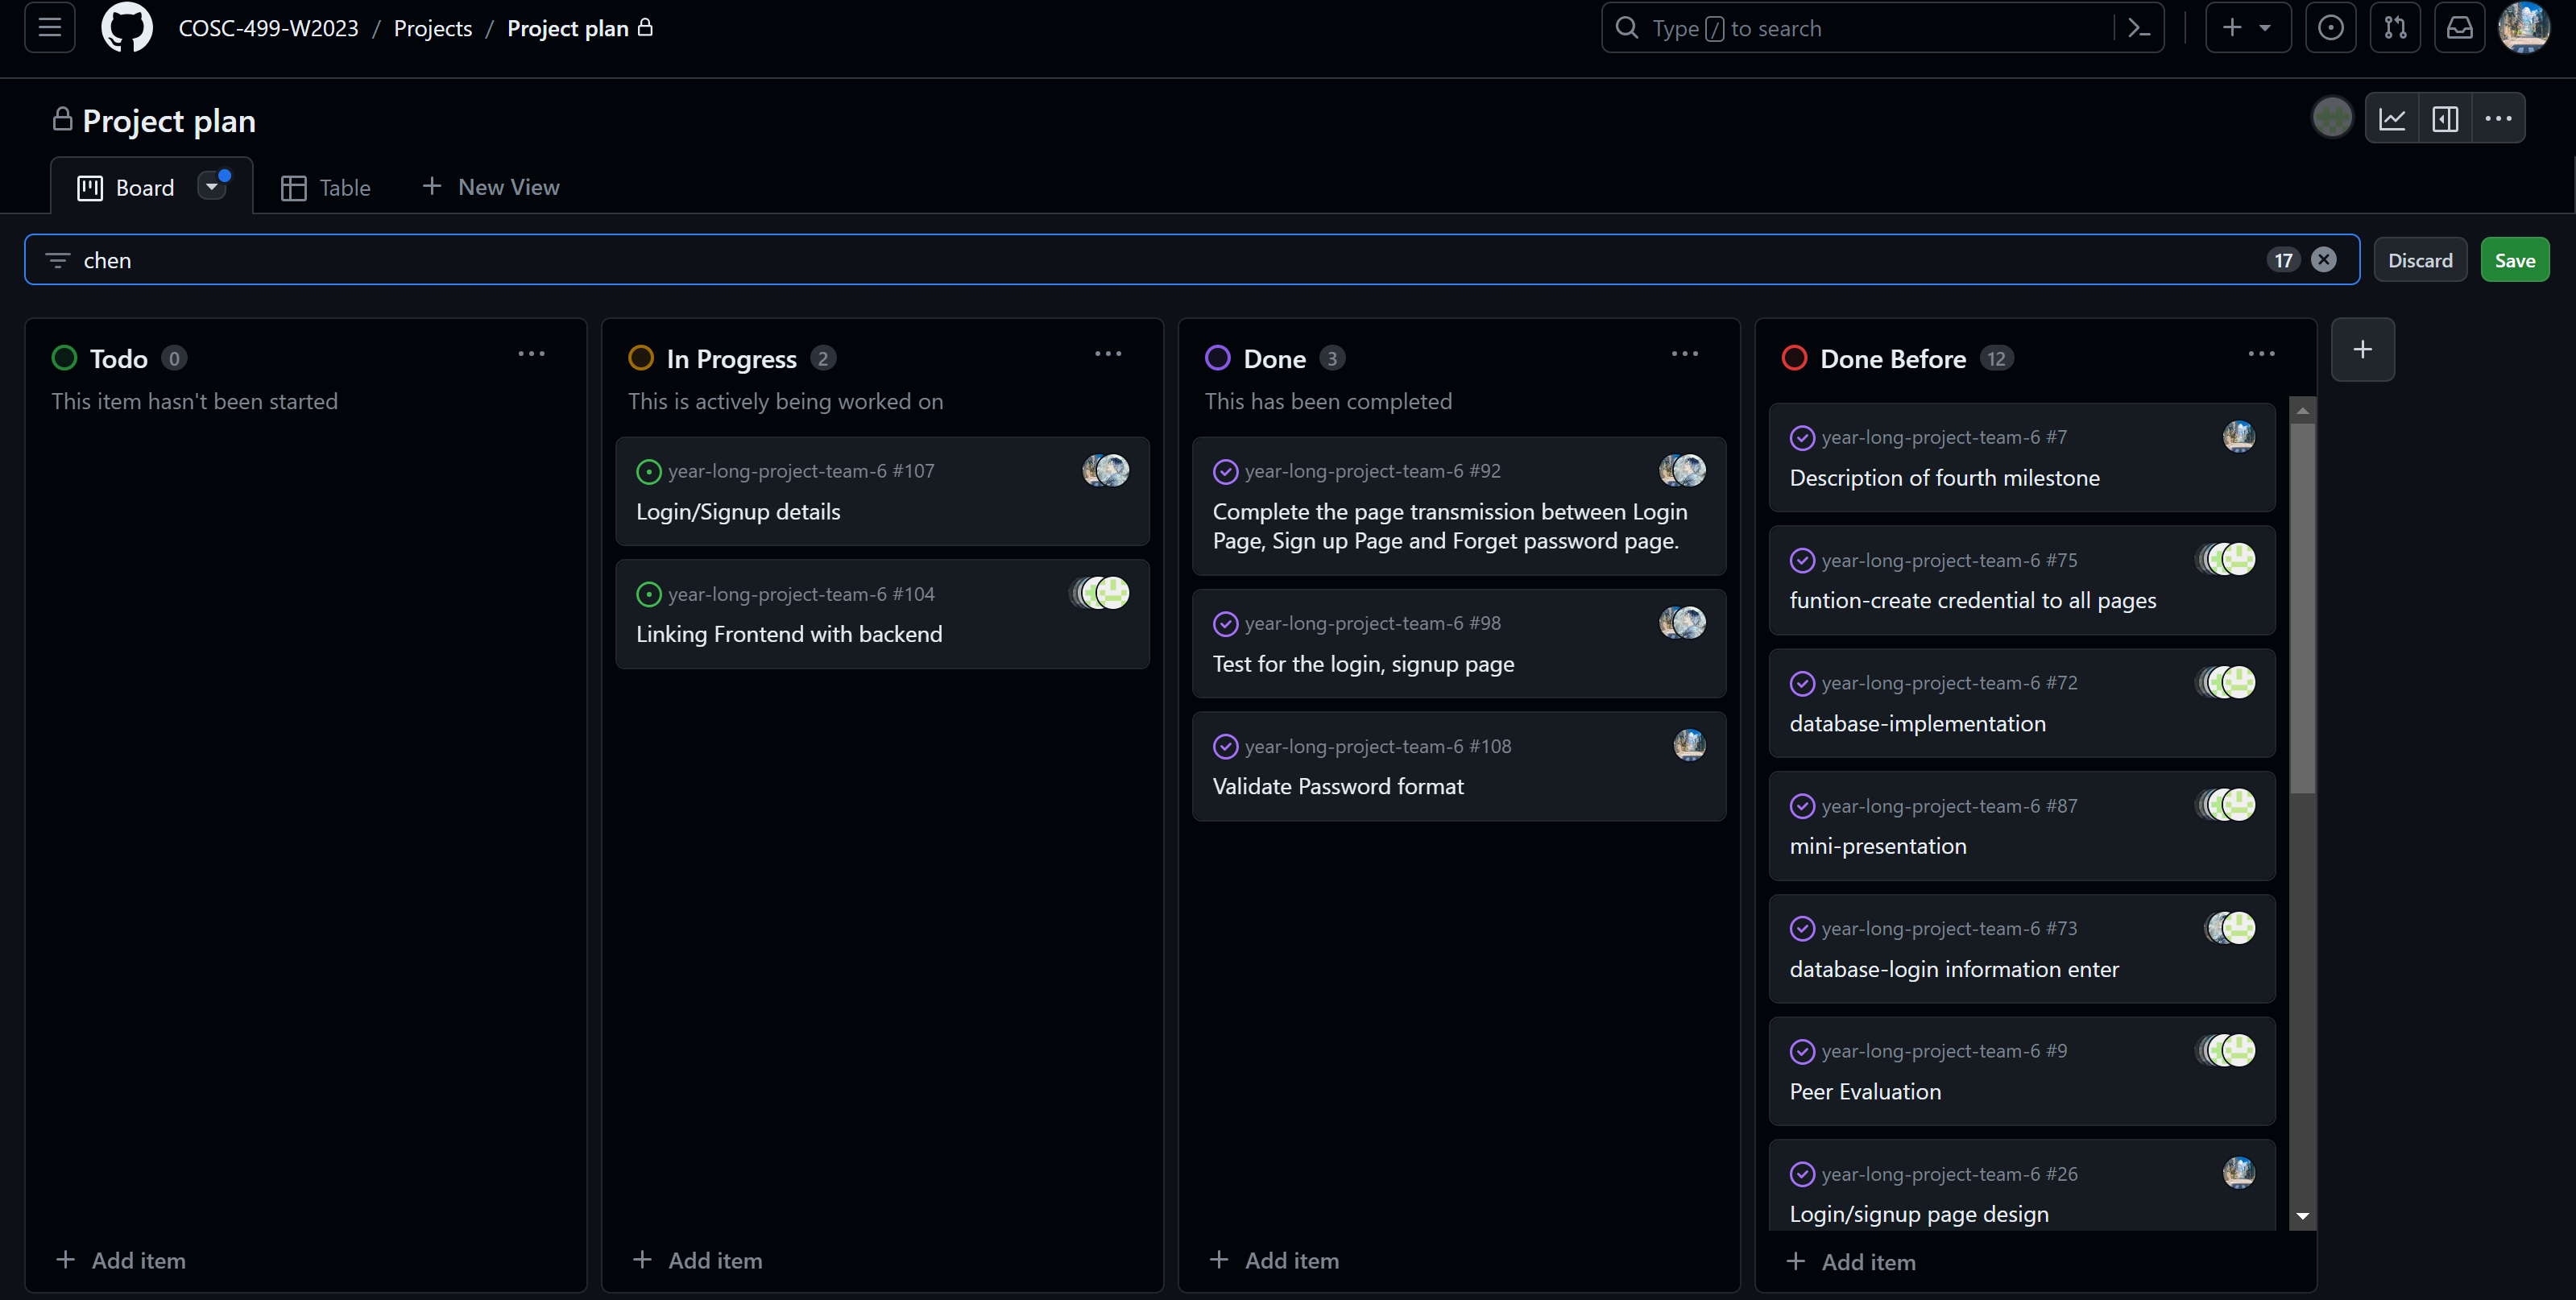 COSC-499-W2023 / Projects / Project plan
Type / to search
Project plan
Board
Table
New View
chen
17
Discard
Save
Todo 0
This item hasn't been started
Add item
In Progress 2
This is actively being worked on
year-long-project-team-6 #107
Login/Signup details
year-long-project-team-6 #104
Linking Frontend with backend
Add item
Done 3
This has been completed
year-long-project-team-6 #92
Complete the page transmission between Login
Page, Sign up Page and Forget password page.
year-long-project-team-6 #98
Test for the login, signup page
year-long-project-team-6 #108
Validate Password format
Add item
Done Before 12
year-long-project-team-6 #7
Description of fourth milestone
year-long-project-team-6 #75
funtion-create credential to all pages
year-long-project-team-6 #72
database-implementation
year-long-project-team-6 #87
mini-presentation
year-long-project-team-6 #73
database-login information enter
year-long-project-team-6 #9
Peer Evaluation
year-long-project-team-6 #26
Login/signup page design
Add item